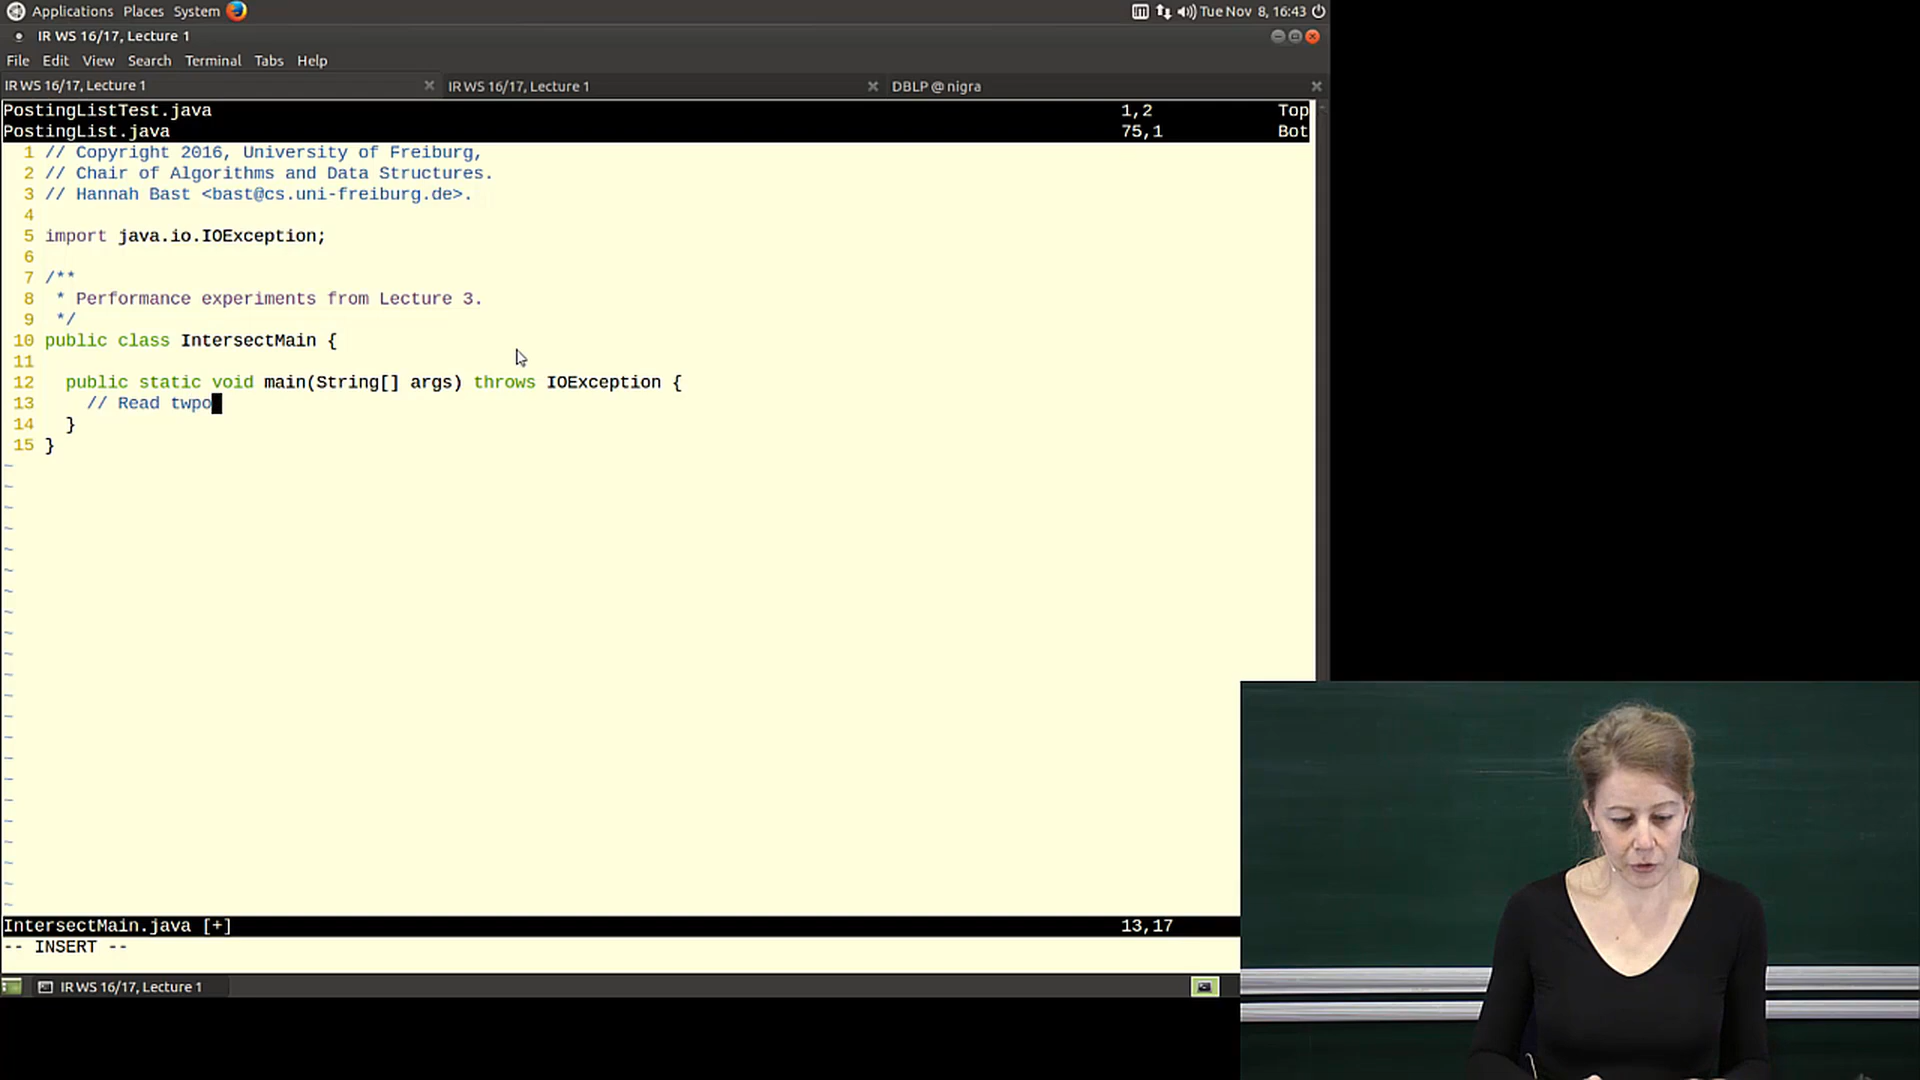 Applications Places System Tue Nov 8, 16:43
IR WS 16/17, Lecture 1
File Edit View Search Terminal Tabs Help
IR WS 16/17, Lecture 1 IR WS 16/17, Lecture 1 DBLP @ nigra
PostingListTest.java 1,2 Top
PostingList.java 75,1 Bot
1 // Copyright 2016, University of Freiburg,
2 // Chair of Algorithms and Data Structures.
3 // Hannah Bast <bast@cs.uni-freiburg.de>.
4
5 import java.io.IOException;
6
7 /**
8 * Performance experiments from Lecture 3.
9 */
10 public class IntersectMain {
11
12 public static void main(String[] args) throws IOException {
13 // Read twpo
14 }
15 }
IntersectMain.java [+] 13,17
-- INSERT --
IR WS 16/17, Lecture 1